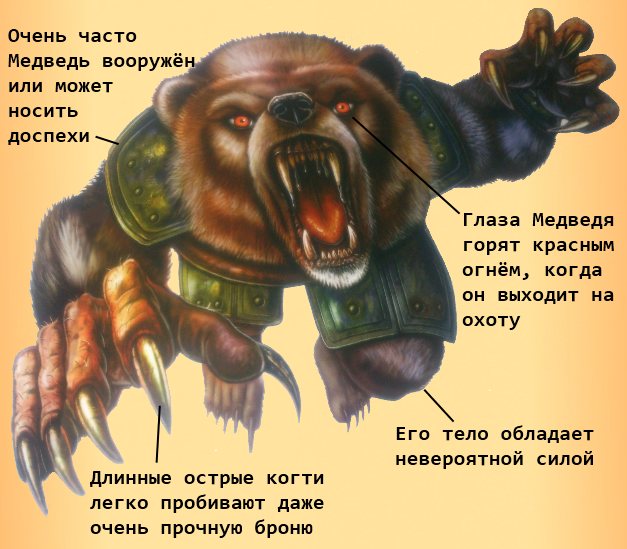 Очень часто
Медведь вооружён
или может
носить
доспехи
Глаза Медведя
горят красным
огнём, когда
он выходит на
охоту
Его тело обладает
невероятной силой
Длинные острые когти
легко пробивают даже
очень прочную броню